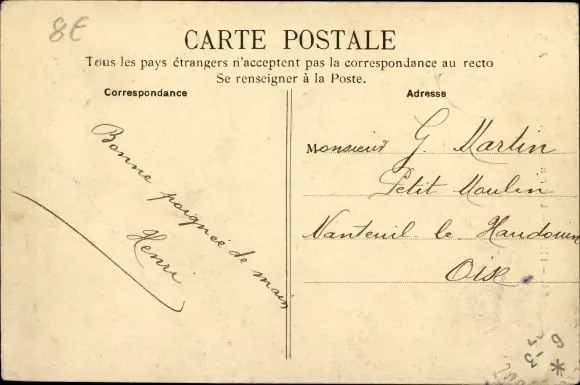 8€
CARTE POSTALE
Tous les pays étrangers n'acceptent pas la correspondance au recto
Se renseigner à la Poste.
Correspondance
Adresse
Bonne poignée de main
Henri
Monsieur G. Martin
Petit Moulin
Nanteuil-le Haudouin
Oise